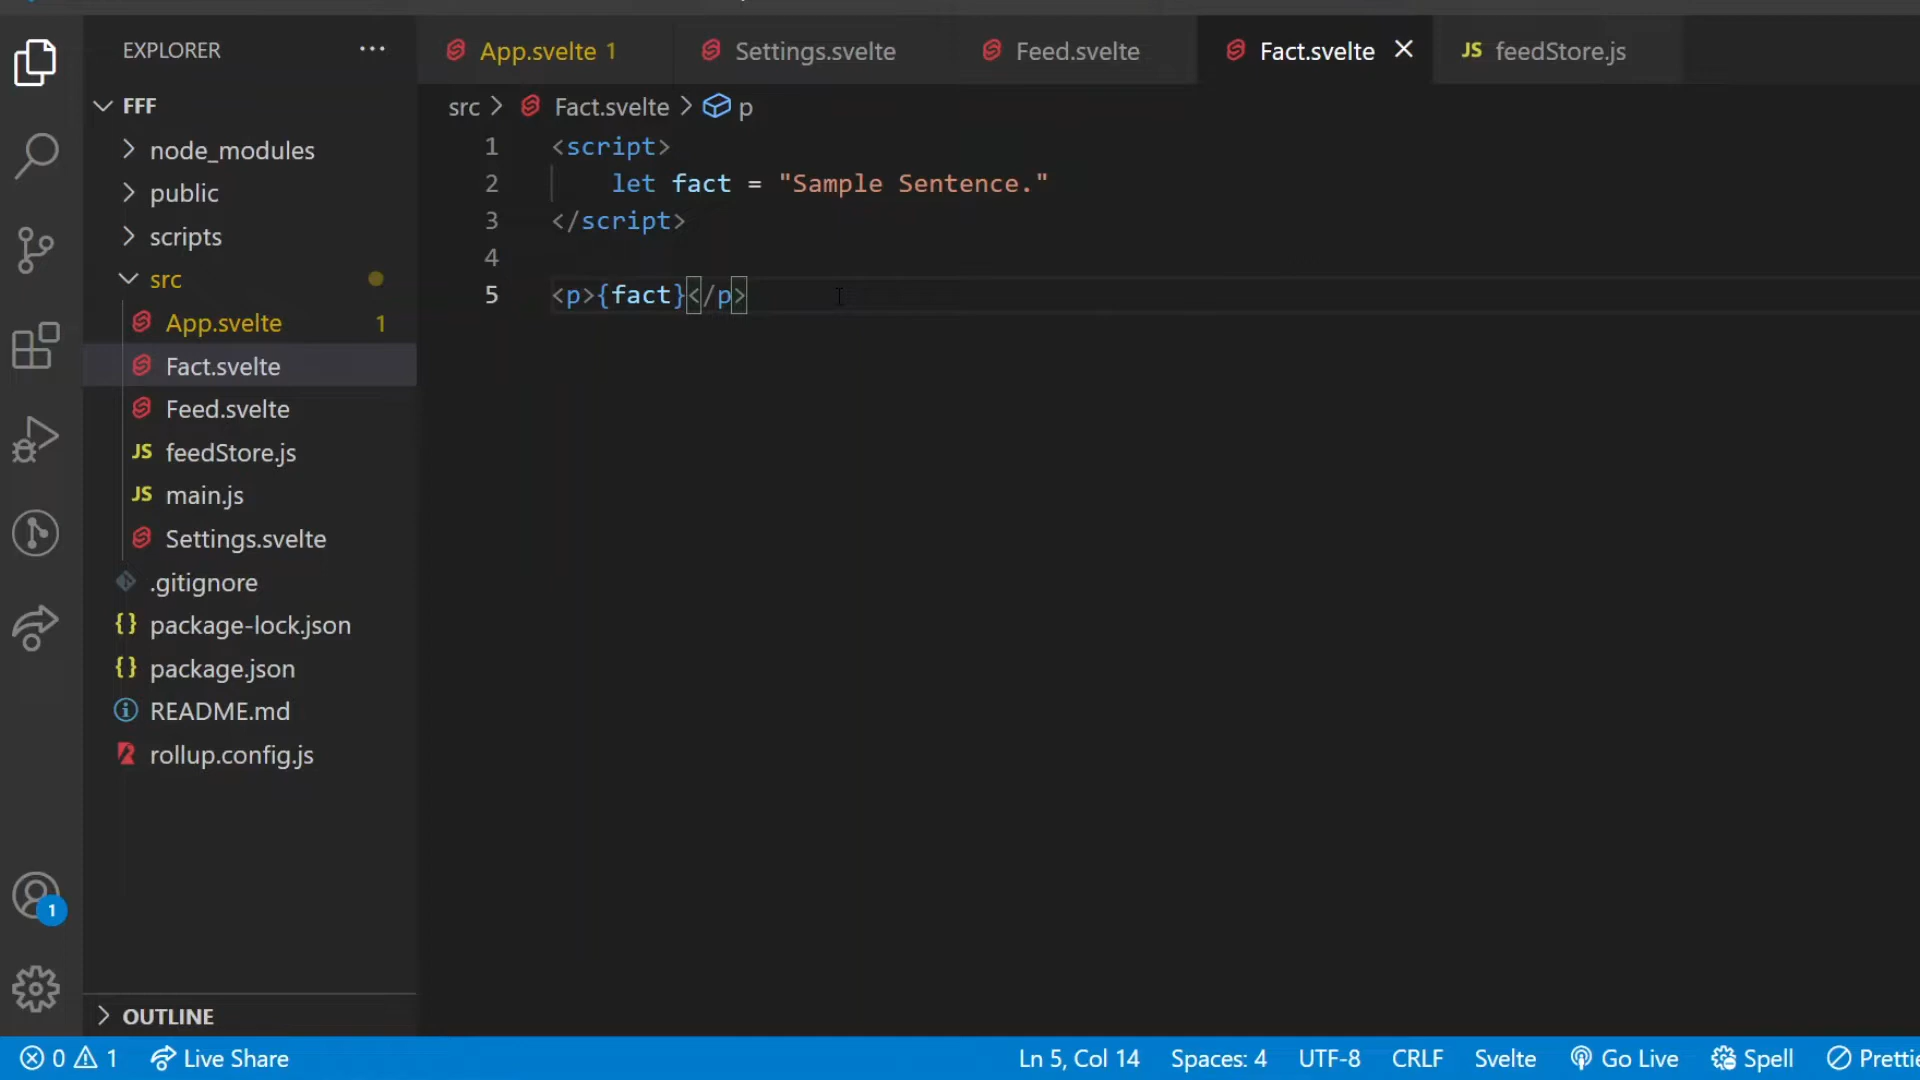 EXPLORER ···
App.svelte 1
Settings.svelte
Feed.svelte
Fact.svelte
JS feedStore.js
FFF
node_modules
public
scripts
src
App.svelte 1
Fact.svelte
Feed.svelte
JS feedStore.js
JS main.js
Settings.svelte
.gitignore
{} package-lock.json
{} package.json
README.md
rollup.config.js
OUTLINE
src > Fact.svelte > p
1 <script>
2 let fact = "Sample Sentence."
3 </script>
4
5 <p>{fact}</p>
1
0 1 Live Share Ln 5, Col 14 Spaces: 4 UTF-8 CRLF Svelte Go Live Spell